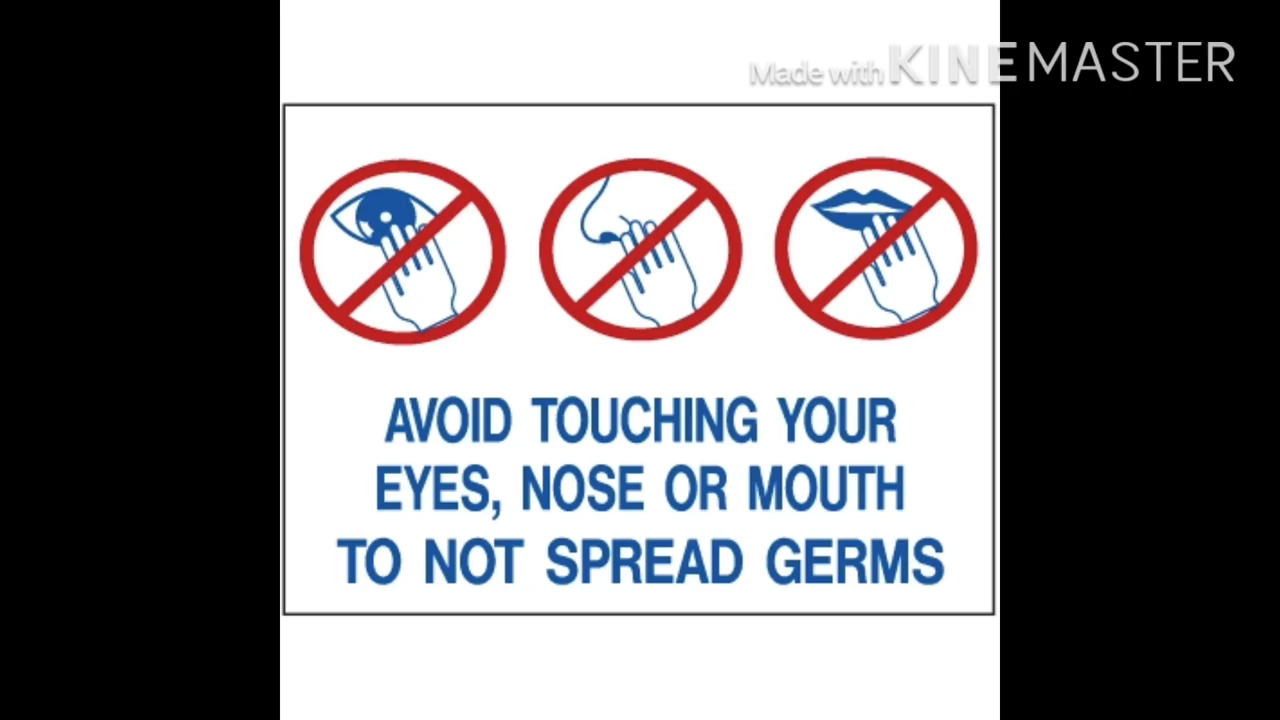 Made with KINEMASTER
AVOID TOUCHING YOUR
EYES, NOSE OR MOUTH
TO NOT SPREAD GERMS